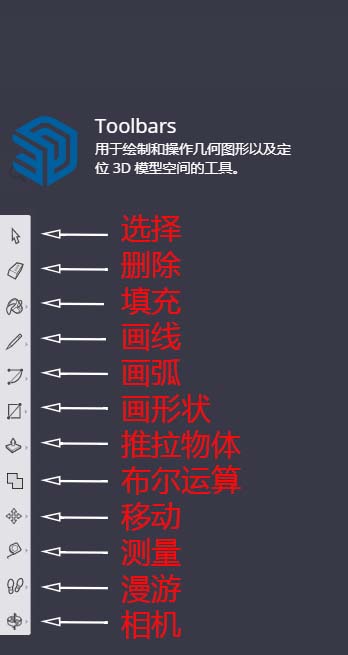 Toolbars
用于绘制和操作几何图形以及定
位 3D 模型空间的工具。
选择
删除
填充
画线
画弧
画形状
推拉物体
布尔运算
移动
测量
漫游
相机